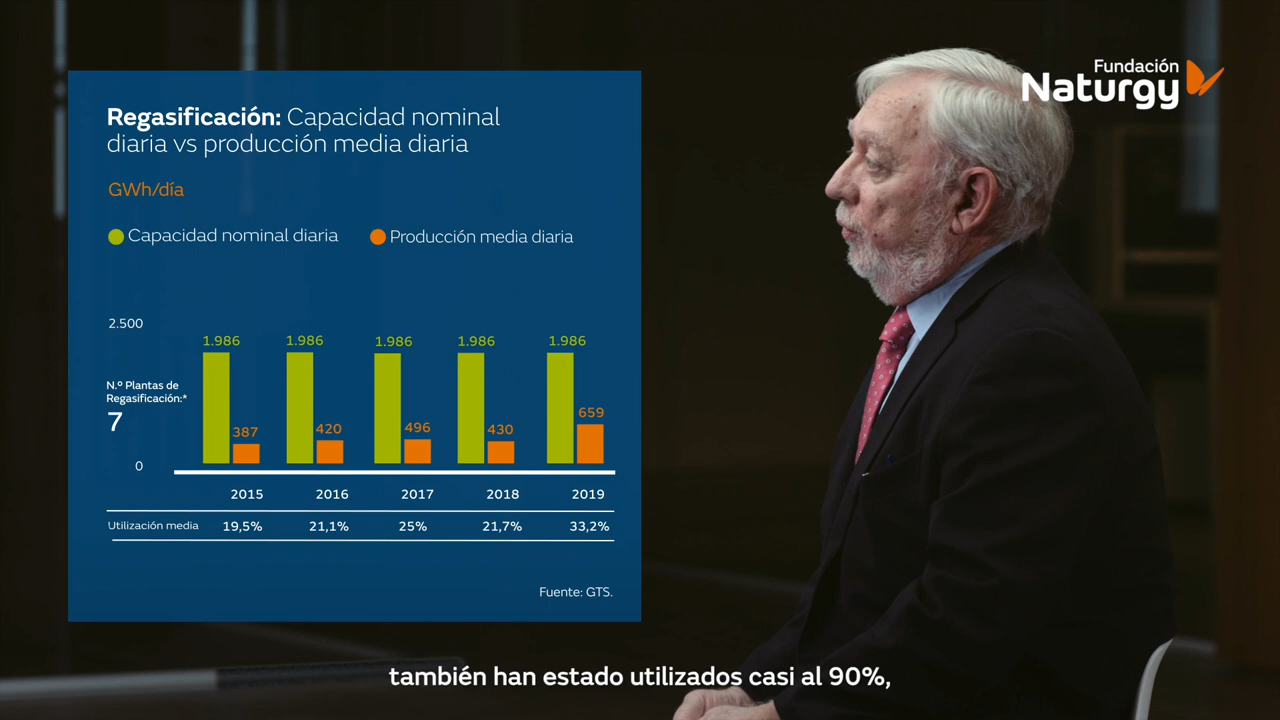 Fundación
Naturgy
Regasificación: Capacidad nominal
diaria vs producción media diaria
GWh/día
Capacidad nominal diaria Producción media diaria
2.500
1.986 1.986 1.986 1.986 1.986
N.º Plantas de
Regasificación:*
7
387 420 496 430 659
0
2015 2016 2017 2018 2019
Utilización media 19,5% 21,1% 25% 21,7% 33,2%
Fuente: GTS.
también han estado utilizados casi al 90%,